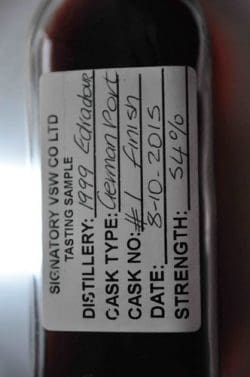 SIGNATORY VSW CO LTD
TASTING SAMPLE
DISTILLERY: 1999 Edradour
CASK TYPE: German Port
CASK NO: #1 Finish
DATE: 8-10-2015
STRENGTH: 54%